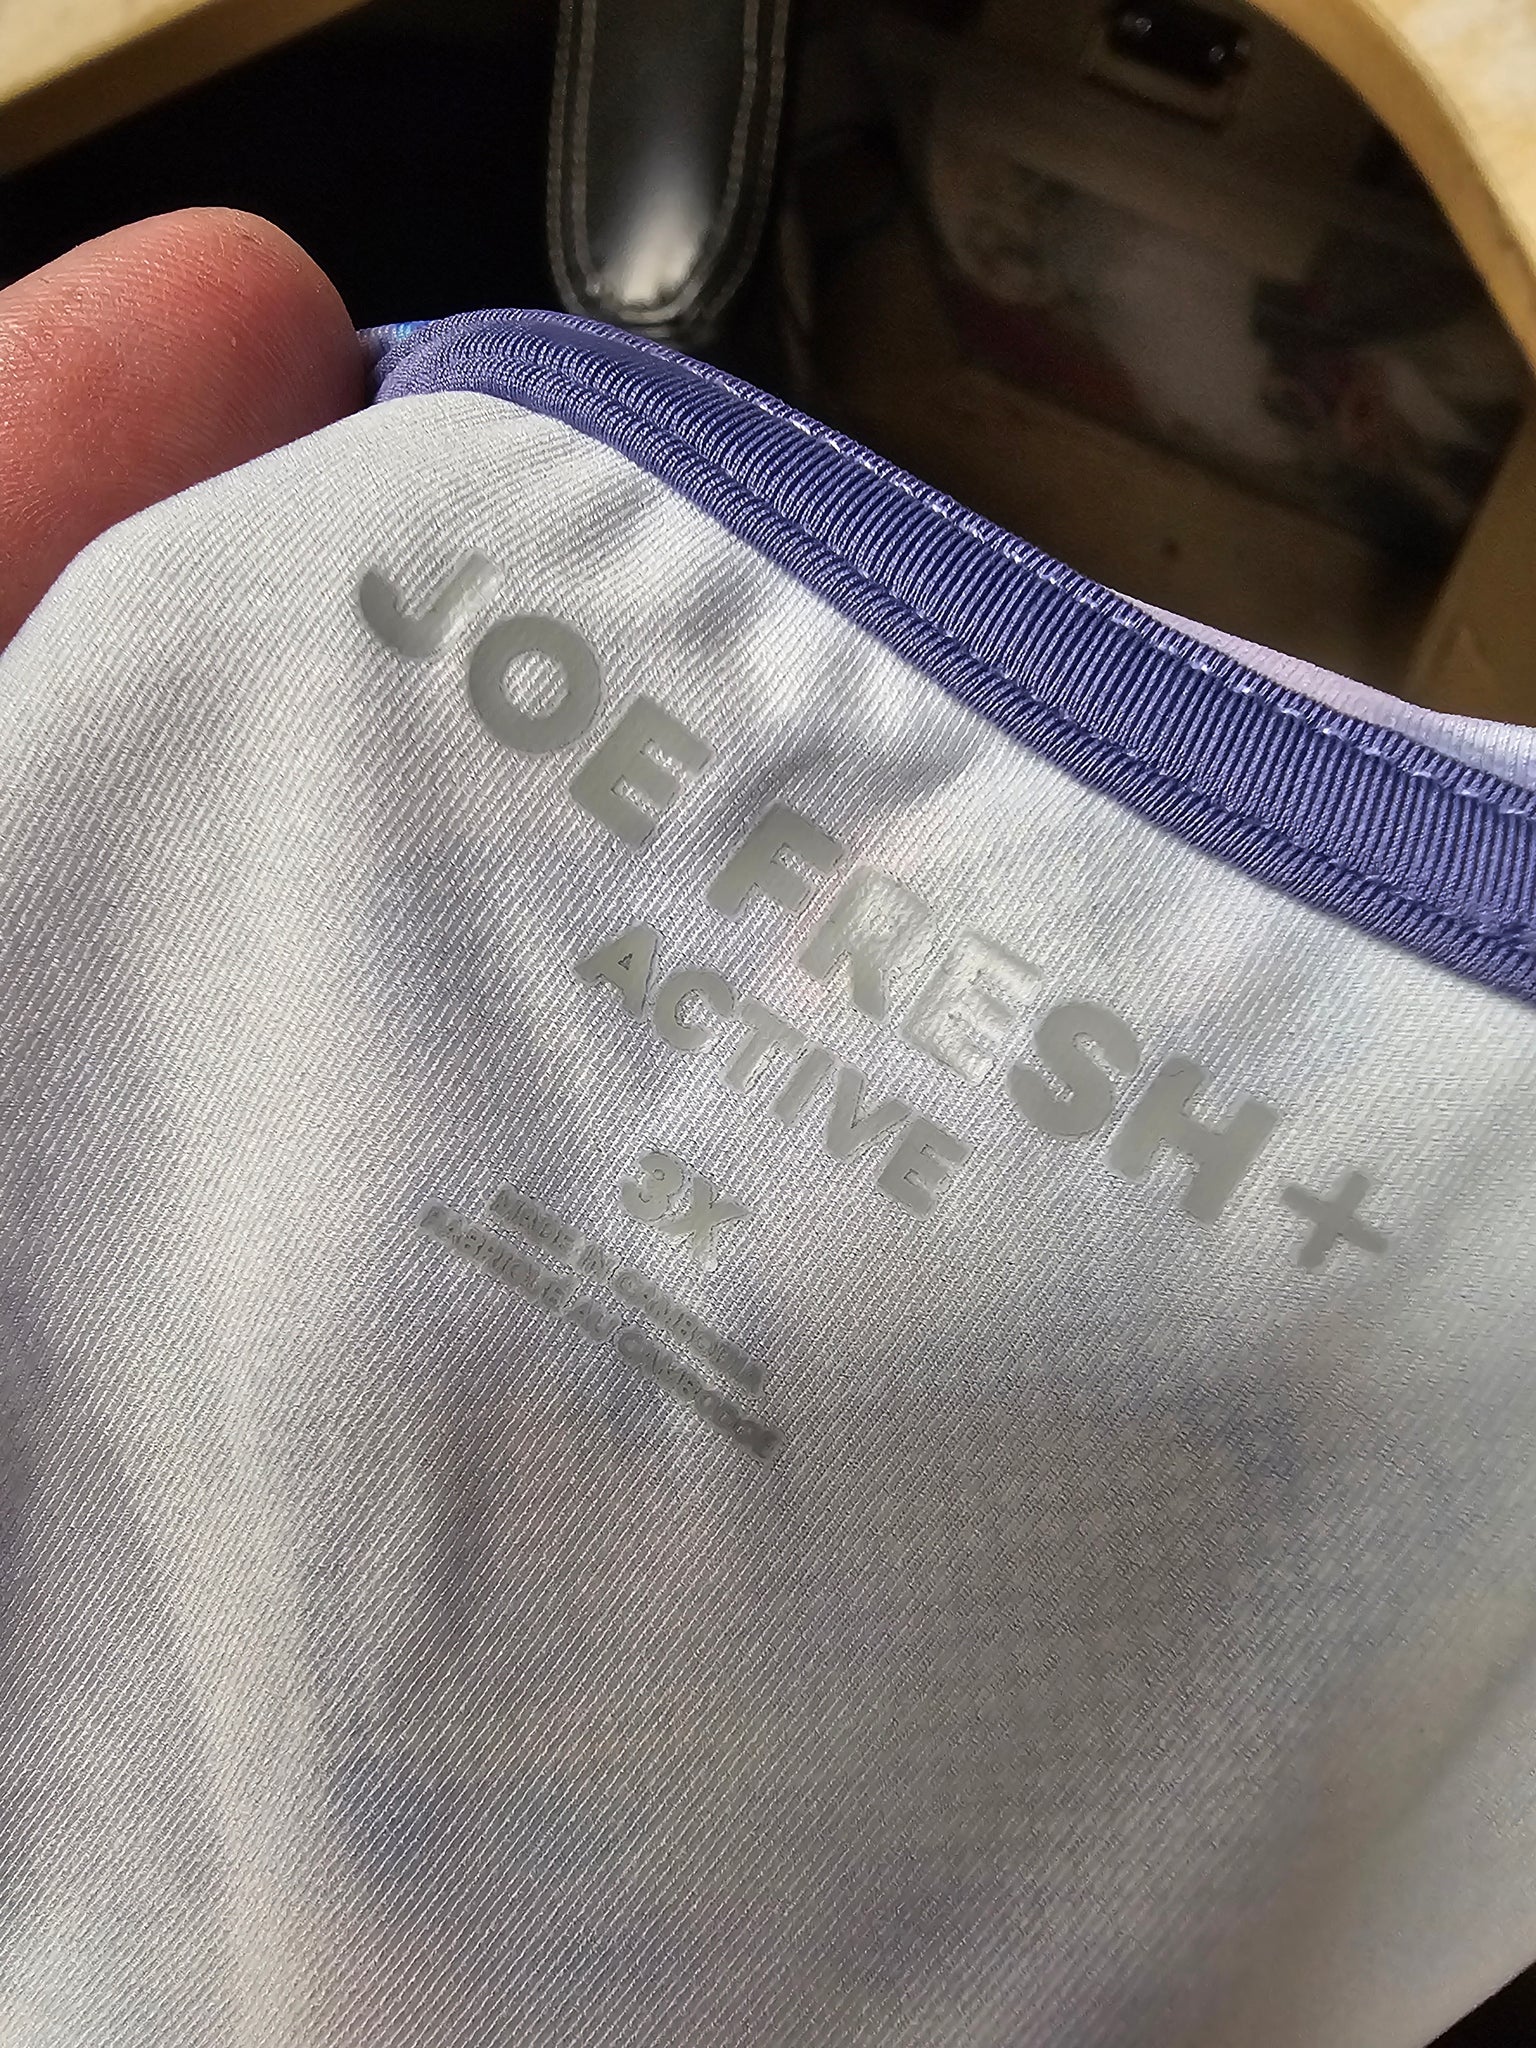 JOE FRESH+
ACTIVE
3X
MADE IN CAMBODIA
FABRIQUÉ AU CAMBODGE